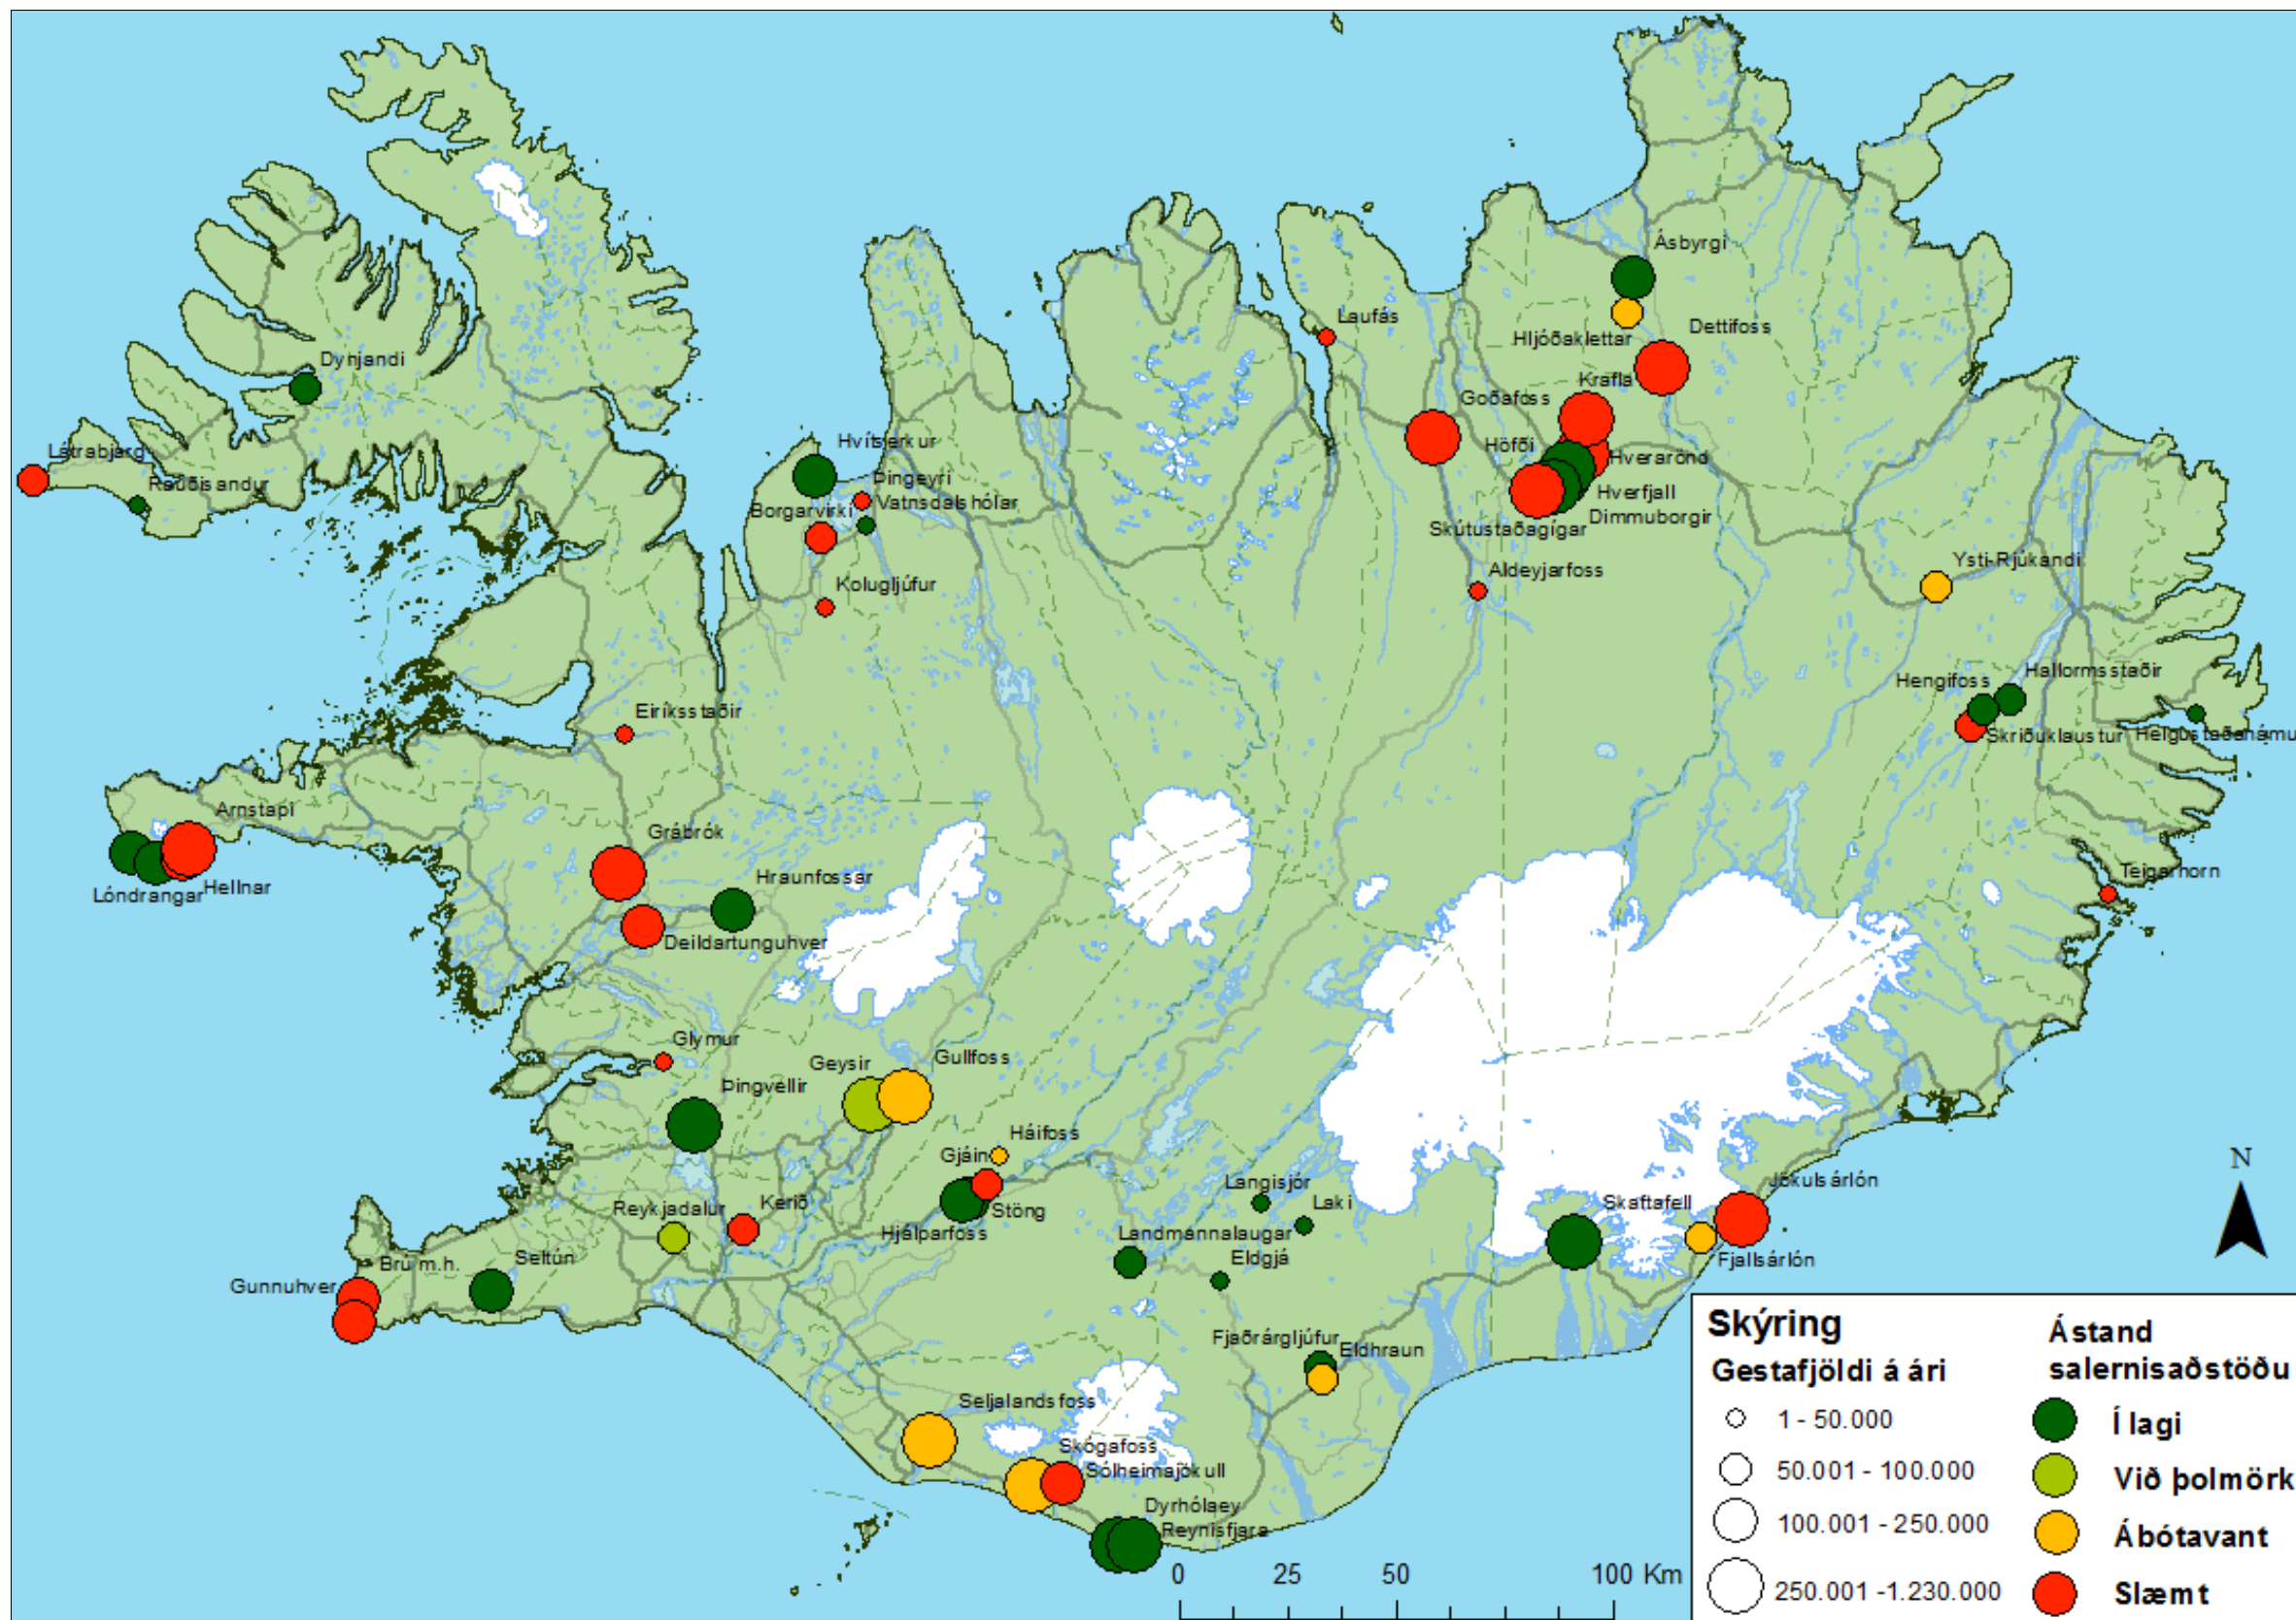 Ásbyrgi
Laufás
Dettifoss
Hljóðaklettar
Dynjandi
Krafla
Goðafoss
Látrabjarg
Hvítserkur
Höfði
Hverarönd
Rauðisandur
Þingeyri
Borgarvirki
Vatnsdalshólar
Hverfjall
Dimmuborgir
Skútustaðagígar
Ysti-Rjúkandi
Kolugljúfur
Aldeyjarfoss
Hallormsstaðir
Hengifoss
Eiríksstaðir
Skriðuklaustur
Helgustaðanámu
Arnstapi
Grábrók
Hraunfossar
Teigarhorn
Lóndrangar
Hellnar
Deildartunguhver
Glymur
Geysir
Gullfoss
Þingvellir
Háifoss
Gjáin
Langisjór
Laki
Skaftafell
Jökulsárlón
Reykjadalur
Kerið
Stöng
Hjálparfoss
Landmannalaugar
Eldgjá
Brú m.h.
Seltún
Fjallsárlón
Gunnuhver
Fjaðrárgljúfur
Eldhraun
Seljalandsfoss
Skógafoss
Sólheimajökull
Dyrhólaey
Reynisfjara
N
0 25 50 100 Km
Skýring
Gestafjöldi á ári
1 - 50.000
50.001 - 100.000
100.001 - 250.000
250.001 -1.230.000
Ástand
salernisaðstöðu
Í lagi
Við þolmörk
Ábótavant
Slæmt